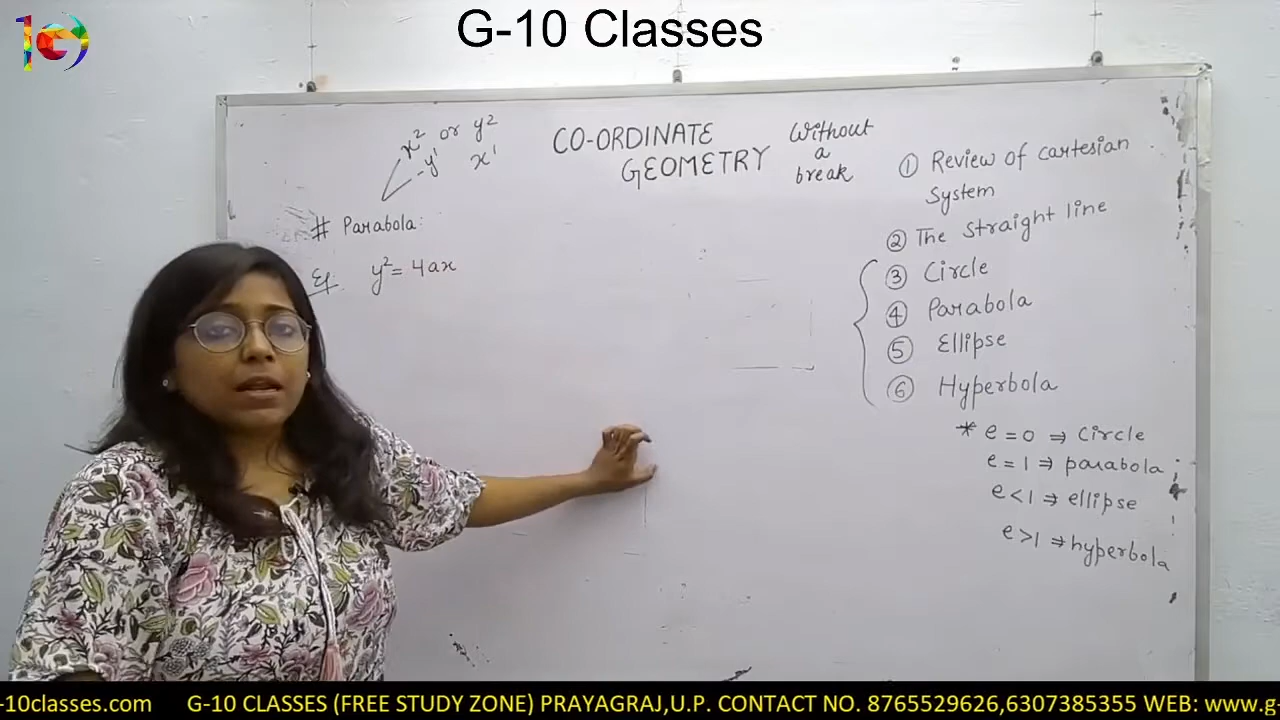 G-10 Classes
x² or y²
y¹ x¹
CO-ORDINATE
GEOMETRY
Without
a
break
# Parabola:
y² = 4ax
① Review of cartesian
System
② The straight line
③ Circle
④ Parabola
⑤ Ellipse
⑥ Hyperbola
* e = 0 ⇒ Circle
e = 1 ⇒ parabola
e < 1 ⇒ ellipse
e > 1 ⇒ hyperbola
-10classes.com G-10 CLASSES (FREE STUDY ZONE) PRAYAGRAJ,U.P. CONTACT NO. 8765529626,6307385355 WEB: www.g-